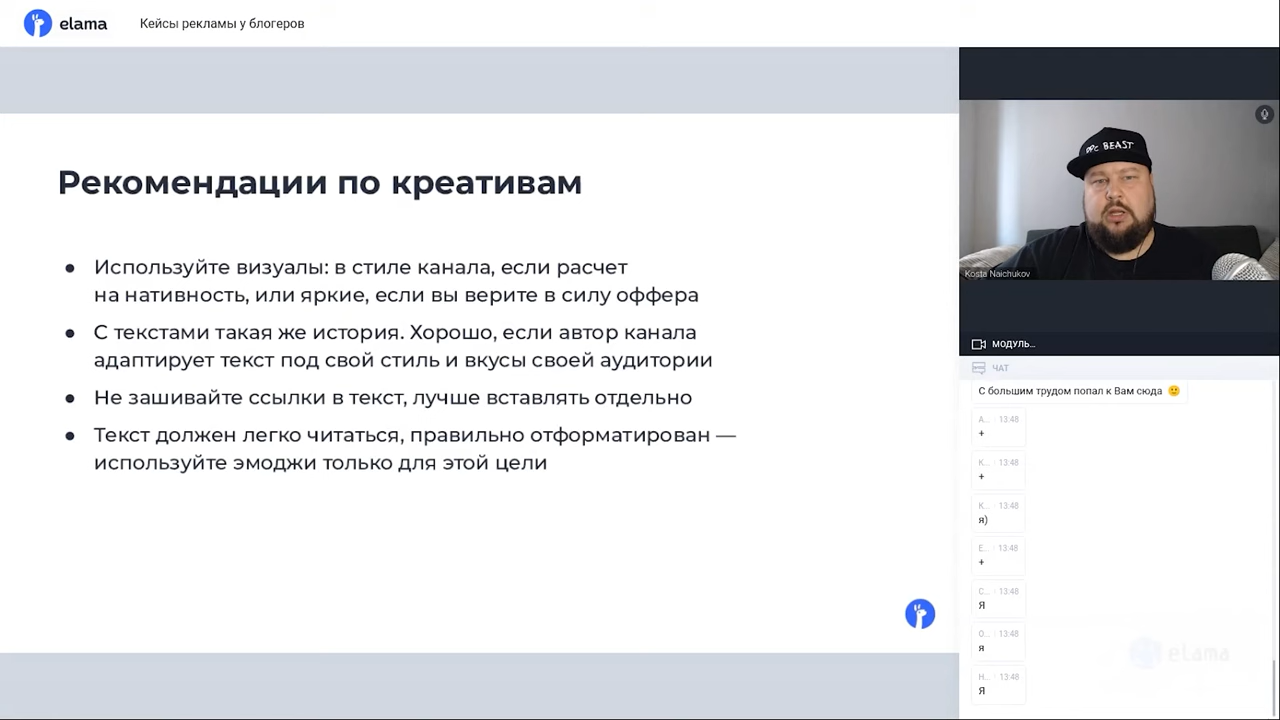 elama
Кейсы рекламы у блогеров
Рекомендации по креативам
● Используйте визуалы: в стиле канала, если расчет
на нативность, или яркие, если вы верите в силу оффера
● С текстами такая же история. Хорошо, если автор канала
адаптирует текст под свой стиль и вкусы своей аудитории
● Не зашивайте ссылки в текст, лучше вставлять отдельно
● Текст должен легко читаться, правильно отформатирован —
используйте эмоджи только для этой цели
PPC BEAST
Kosta Naichukov
МОДУЛЬ...
ЧАТ
С большим трудом попал к Вам сюда 🙂
А... 13:48
+
К... 13:48
+
К... 13:48
я)
Е... 13:48
+
С... 13:48
Я
О... 13:48
я
Н... 13:48
Я
elama